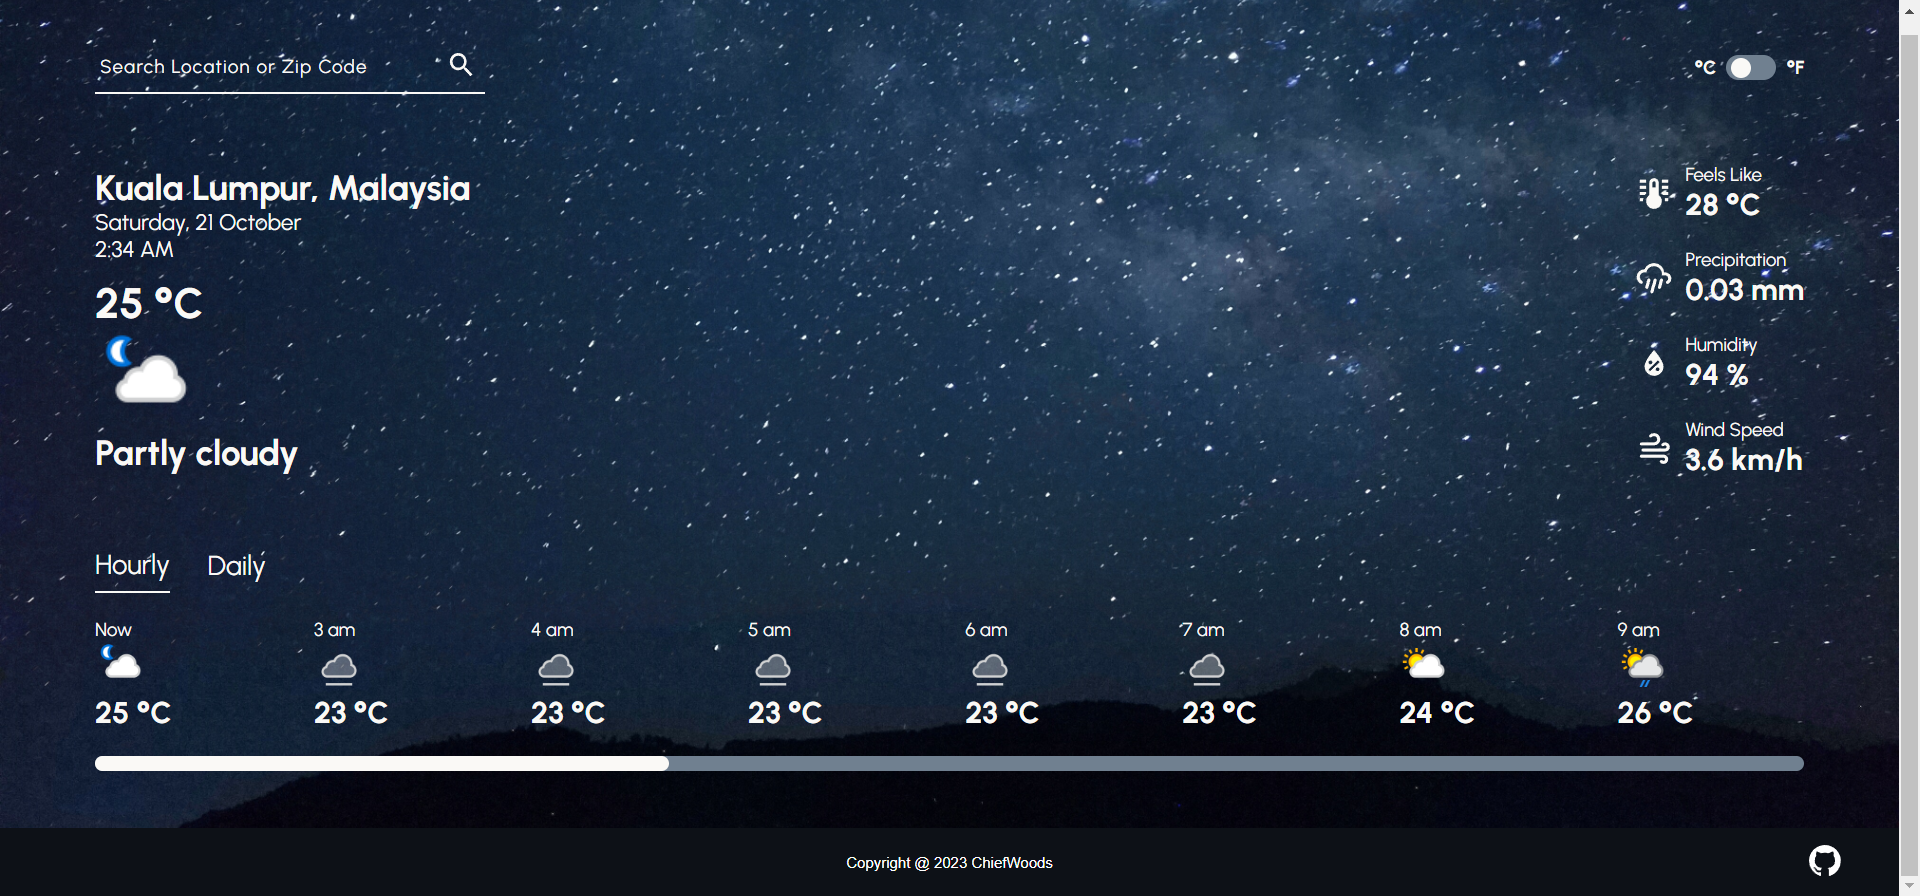 Search Location or Zip Code
°C °F
Kuala Lumpur, Malaysia
Saturday, 21 October
2:34 AM
25 °C
Partly cloudy
Feels Like
28 °C
Precipitation
0.03 mm
Humidity
94 %
Wind Speed
3.6 km/h
Hourly Daily
Now 3 am 4 am 5 am 6 am 7 am 8 am 9 am
25 °C 23 °C 23 °C 23 °C 23 °C 23 °C 24 °C 26 °C
Copyright @ 2023 ChiefWoods